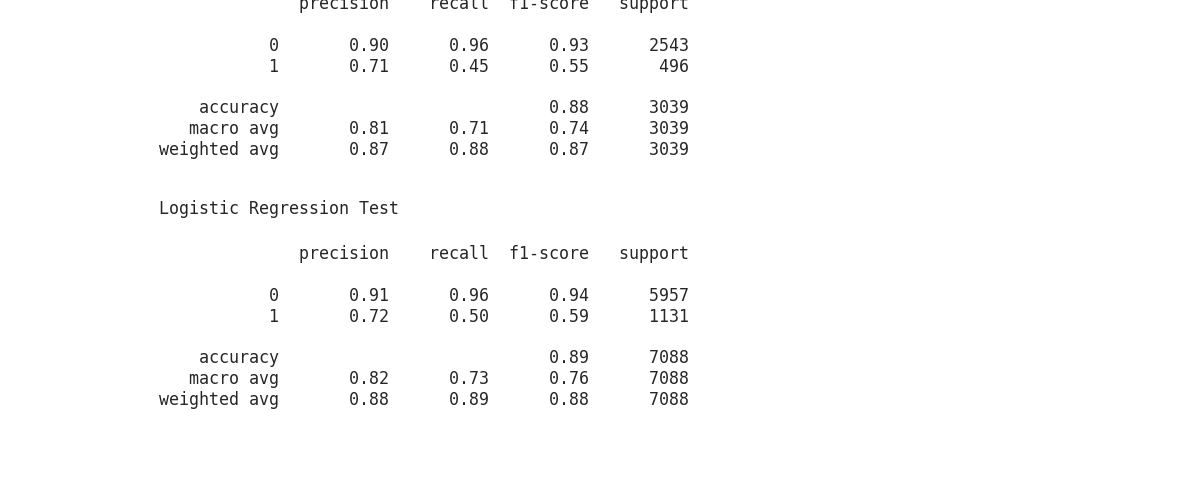 precision recall f1-score support
0 0.90 0.96 0.93 2543
1 0.71 0.45 0.55 496
accuracy 0.88 3039
macro avg 0.81 0.71 0.74 3039
weighted avg 0.87 0.88 0.87 3039
Logistic Regression Test
precision recall f1-score support
0 0.91 0.96 0.94 5957
1 0.72 0.50 0.59 1131
accuracy 0.89 7088
macro avg 0.82 0.73 0.76 7088
weighted avg 0.88 0.89 0.88 7088